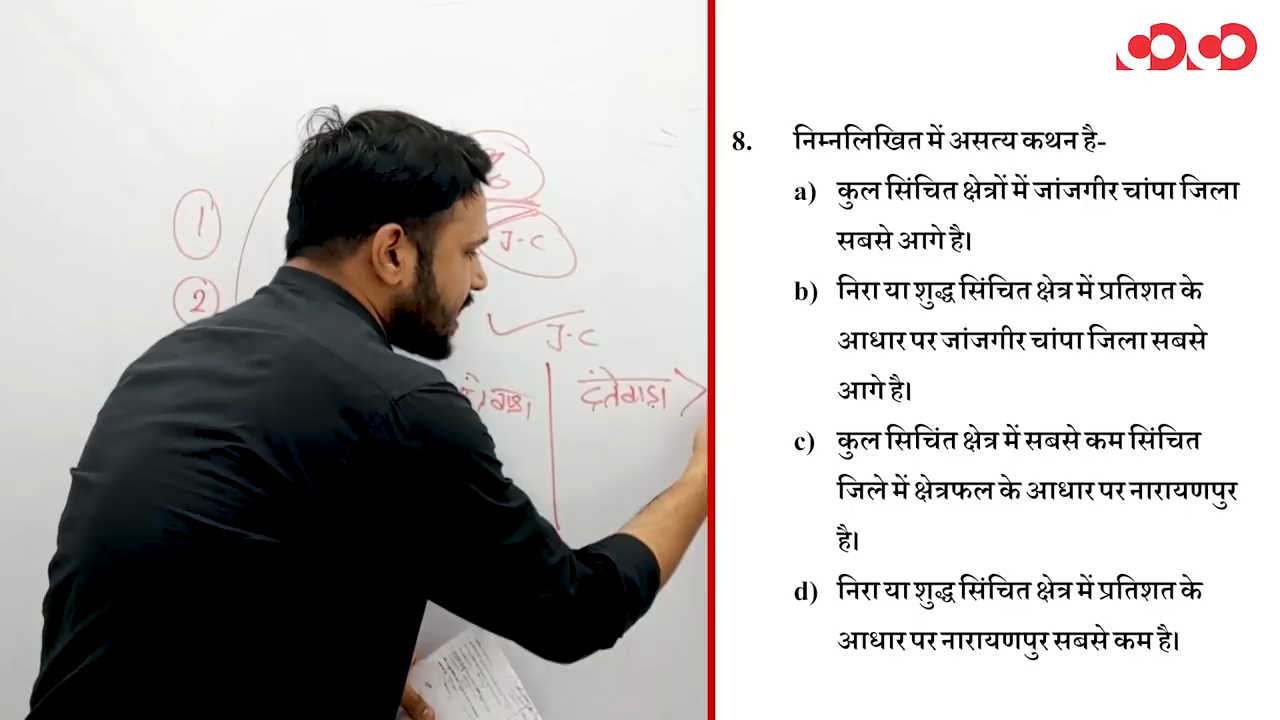 1
2
J-C
J-C
दंतेवाड़ा >
8. निम्नलिखित में असत्य कथन है-
a) कुल सिंचित क्षेत्रों में जांजगीर चांपा जिला
सबसे आगे है।
b) निरा या शुद्ध सिंचित क्षेत्र में प्रतिशत के
आधार पर जांजगीर चांपा जिला सबसे
आगे है।
c) कुल सिचिंत क्षेत्र में सबसे कम सिंचित
जिले में क्षेत्रफल के आधार पर नारायणपुर
है।
d) निरा या शुद्ध सिंचित क्षेत्र में प्रतिशत के
आधार पर नारायणपुर सबसे कम है।